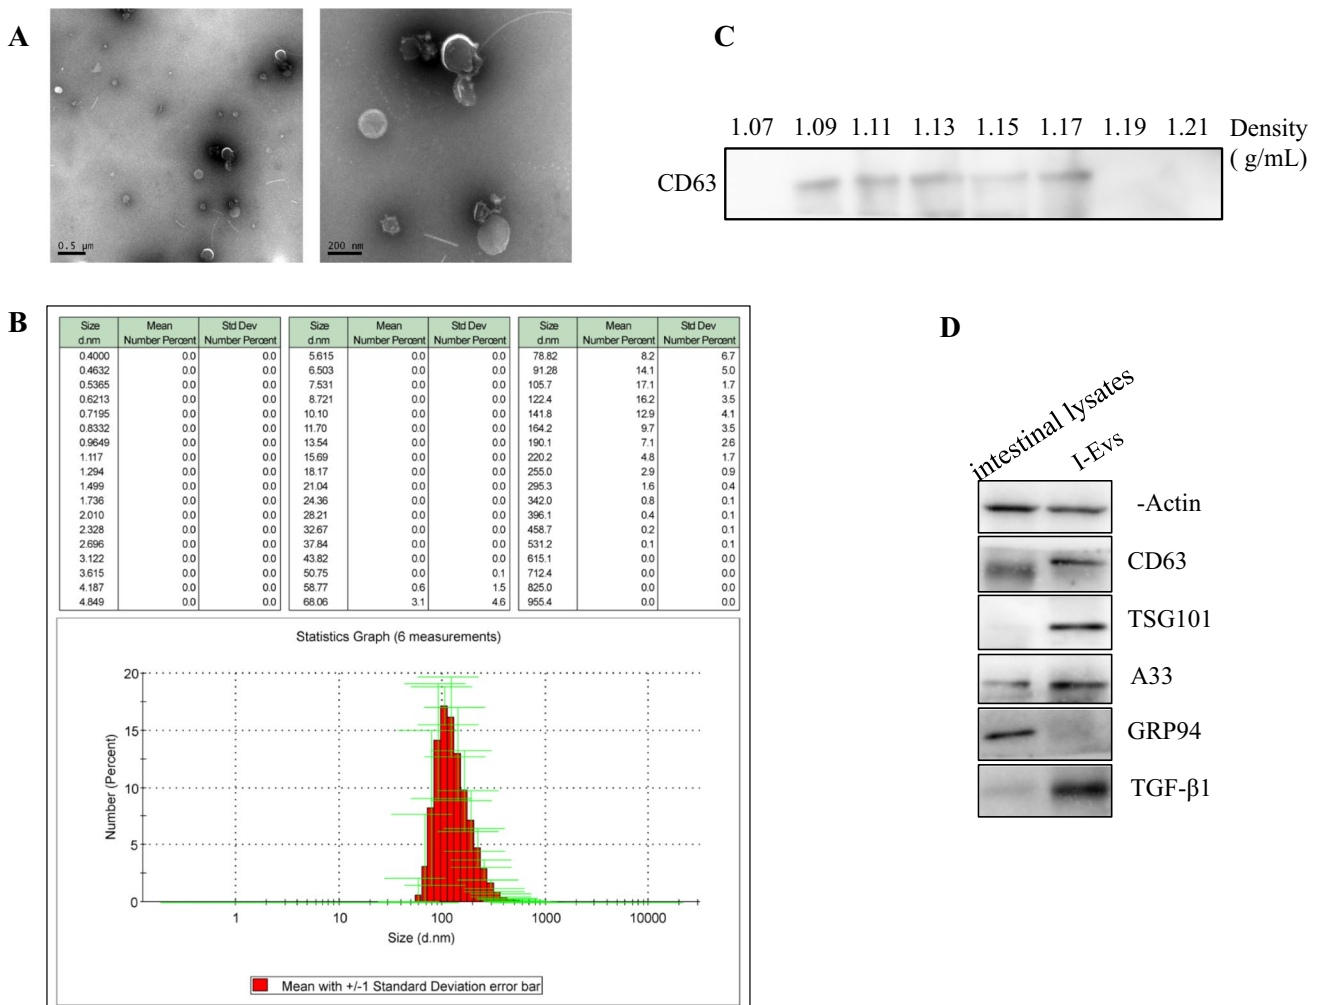 A
0.5 µm
200 nm
C
1.07 1.09 1.11 1.13 1.15 1.17 1.19 1.21 Density
( g/mL)
CD63
B
Size Mean Std Dev Size Mean Std Dev Size Mean Std Dev
d.nm Number Percent Number Percent d.nm Number Percent Number Percent d.nm Number Percent Number Percent
0.4000 0.0 0.0 5.615 0.0 0.0 78.82 8.2 6.7
0.4632 0.0 0.0 6.503 0.0 0.0 91.28 14.1 5.0
0.5365 0.0 0.0 7.531 0.0 0.0 105.7 17.1 1.7
0.6213 0.0 0.0 8.721 0.0 0.0 122.4 16.2 3.5
0.7195 0.0 0.0 10.10 0.0 0.0 141.8 12.9 4.1
0.8332 0.0 0.0 11.70 0.0 0.0 164.2 9.7 3.5
0.9649 0.0 0.0 13.54 0.0 0.0 190.1 7.1 2.6
1.117 0.0 0.0 15.69 0.0 0.0 220.2 4.8 1.7
1.294 0.0 0.0 18.17 0.0 0.0 255.0 2.9 0.9
1.499 0.0 0.0 21.04 0.0 0.0 295.3 1.6 0.4
1.736 0.0 0.0 24.36 0.0 0.0 342.0 0.8 0.1
2.010 0.0 0.0 28.21 0.0 0.0 396.1 0.4 0.1
2.328 0.0 0.0 32.67 0.0 0.0 458.7 0.2 0.1
2.696 0.0 0.0 37.84 0.0 0.0 531.2 0.1 0.1
3.122 0.0 0.0 43.82 0.0 0.0 615.1 0.0 0.0
3.615 0.0 0.0 50.75 0.0 0.1 712.4 0.0 0.0
4.187 0.0 0.0 58.77 0.6 1.5 825.0 0.0 0.0
4.849 0.0 0.0 68.06 3.1 4.6 955.4 0.0 0.0
Statistics Graph (6 measurements)
20
15
10
5
0
Number (Percent)
1 10 100 1000 10000
Size (d.nm)
Mean with +/-1 Standard Deviation error bar
D
intestinal lysates
I-Evs
-Actin
CD63
TSG101
A33
GRP94
TGF-β1